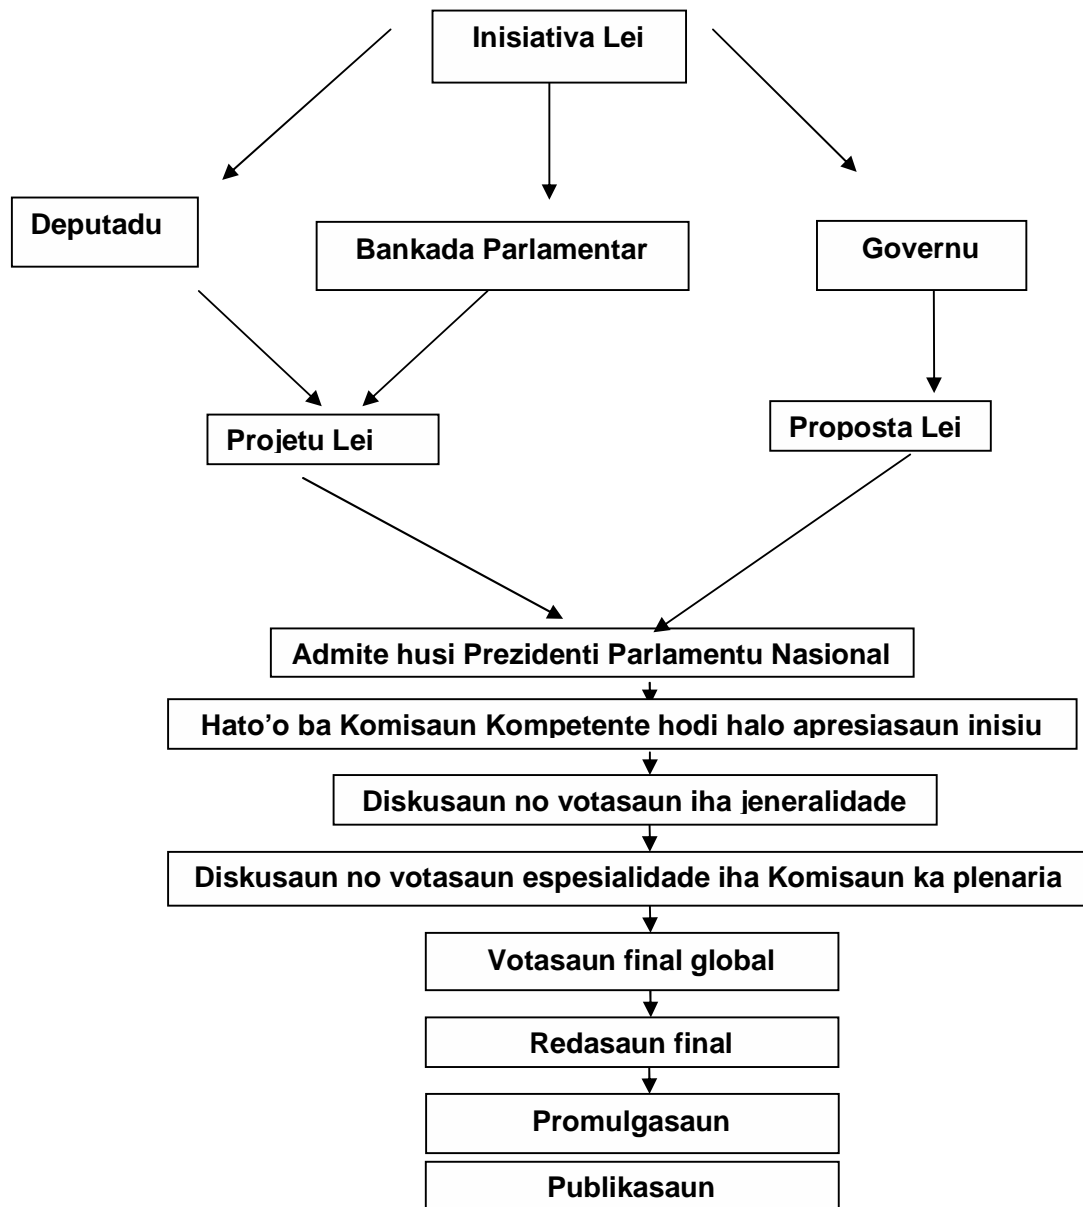 Inisiativa Lei
Deputadu
Bankada Parlamentar
Governu
Projetu Lei
Proposta Lei
Admite husi Prezidenti Parlamentu Nasional
Hato’o ba Komisaun Kompetente hodi halo apresiasaun inisiu
Diskusaun no votasaun iha jeneralidade
Diskusaun no votasaun espesialidade iha Komisaun ka plenaria
Votasaun final global
Redasaun final
Promulgasaun
Publikasaun